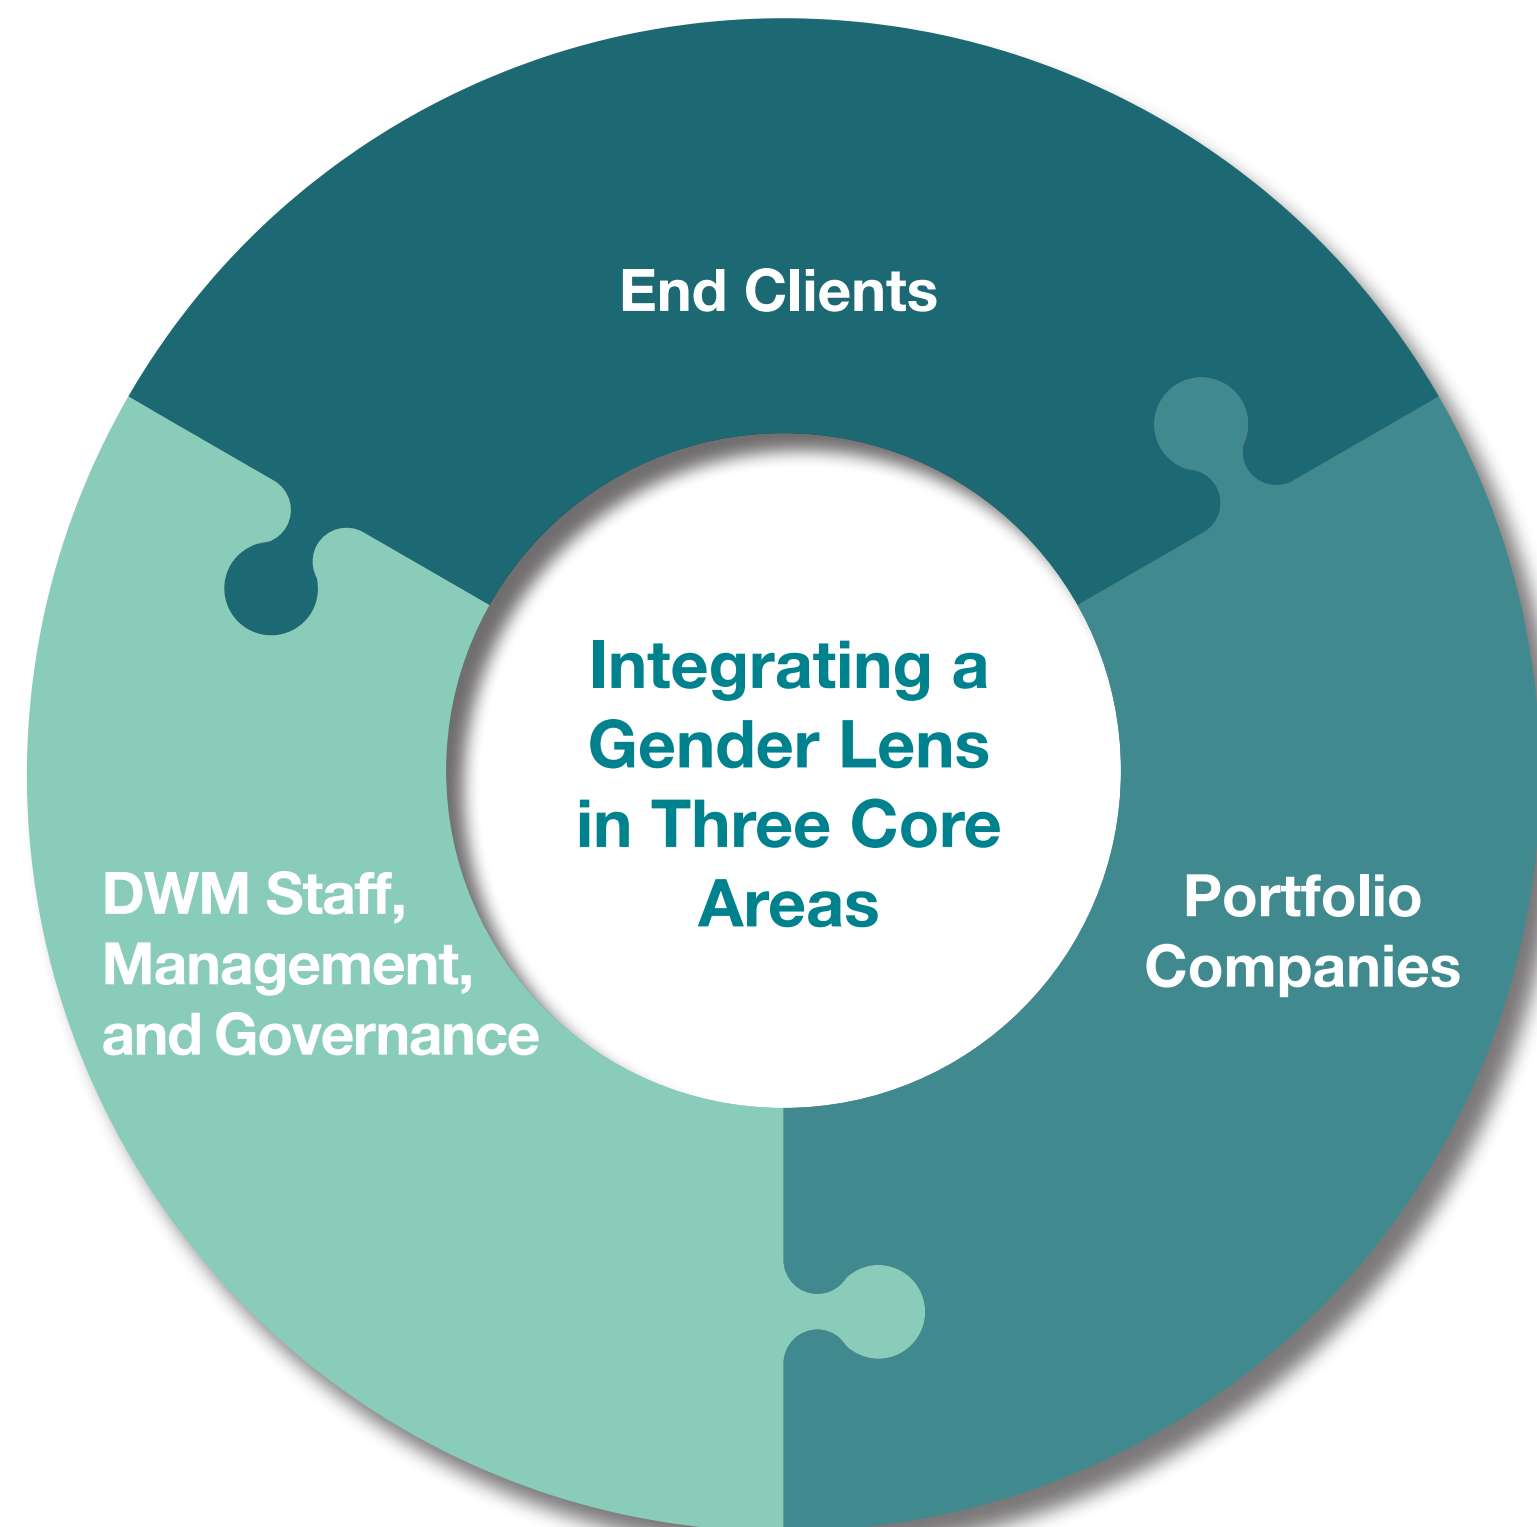 End Clients
Integrating a
Gender Lens
in Three Core
Areas
DWM Staff,
Management,
and Governance
Portfolio
Companies